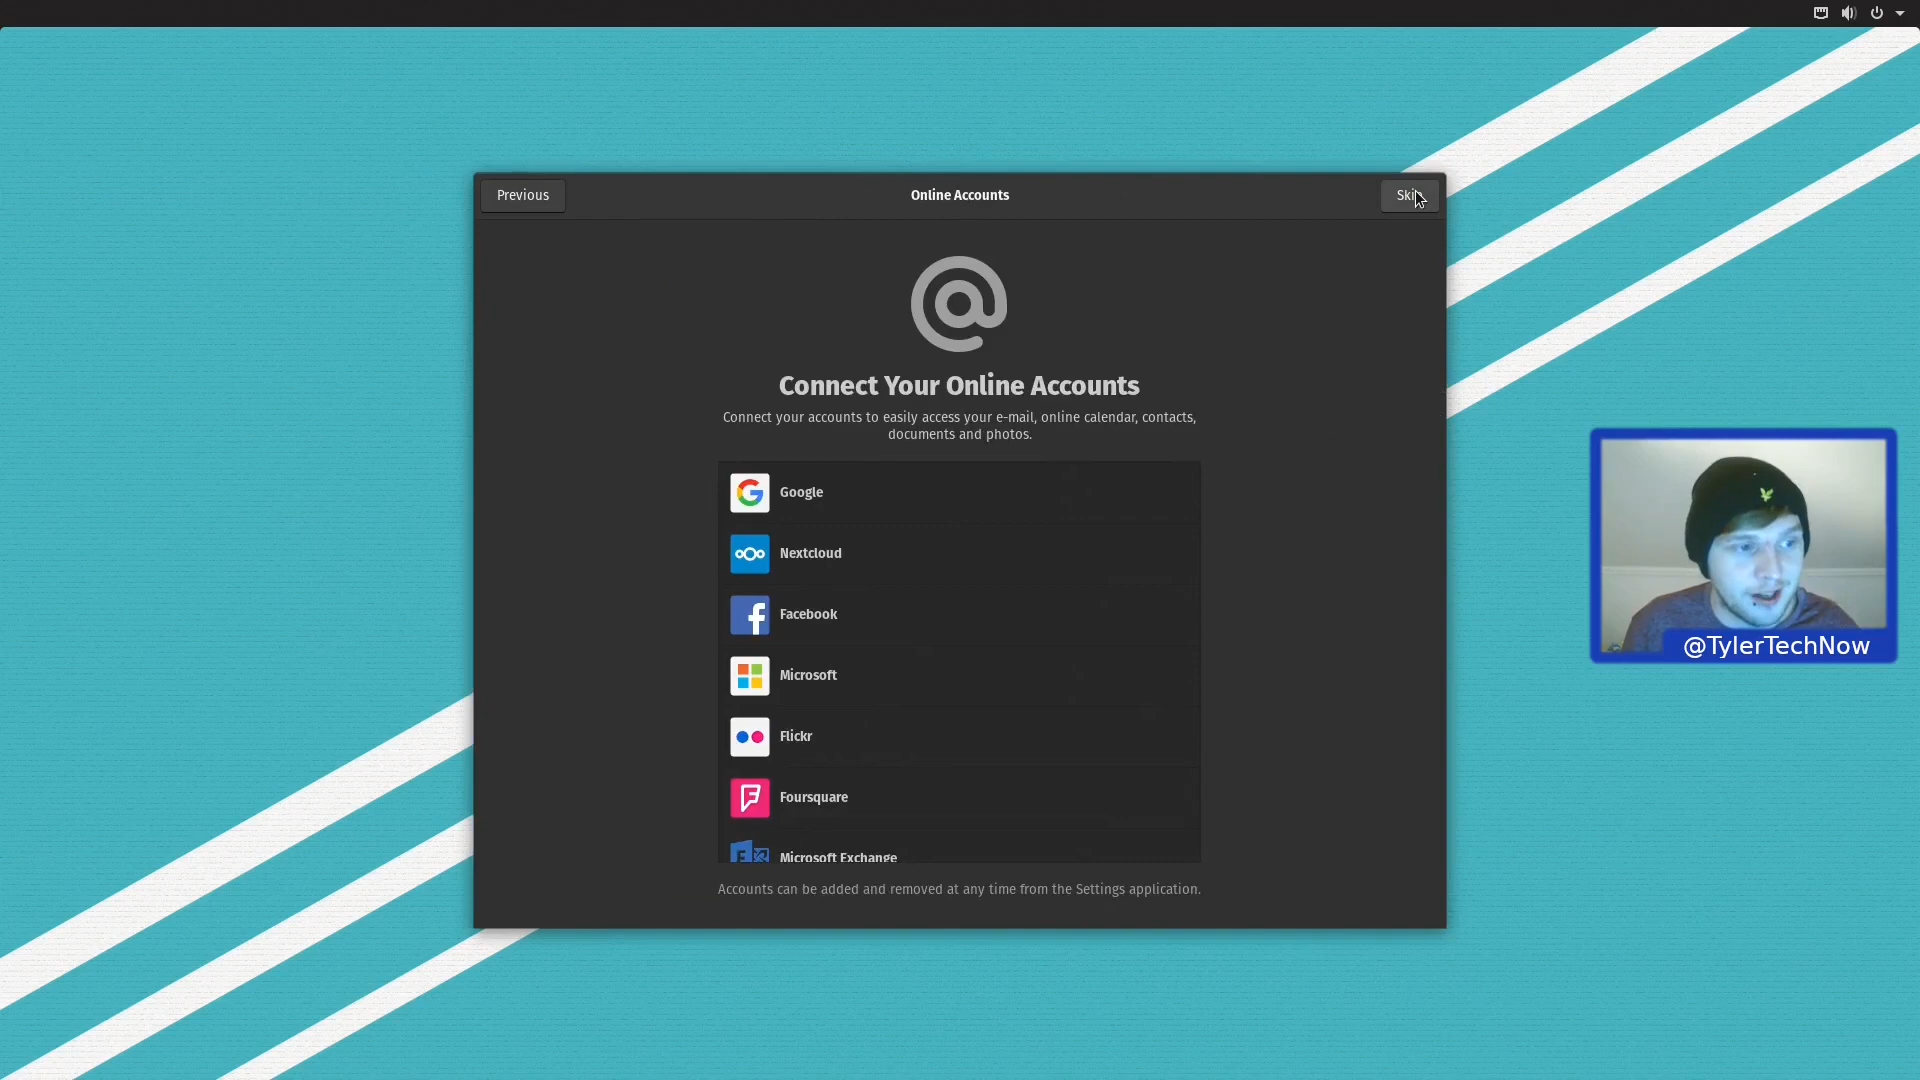 Previous
Online Accounts
Connect Your Online Accounts
Connect your accounts to easily access your e-mail, online calendar, contacts,
documents and photos.
Google
Nextcloud
Facebook
Microsoft
Flickr
Foursquare
Microsoft Exchange
Accounts can be added and removed at any time from the Settings application.
@TylerTechNow